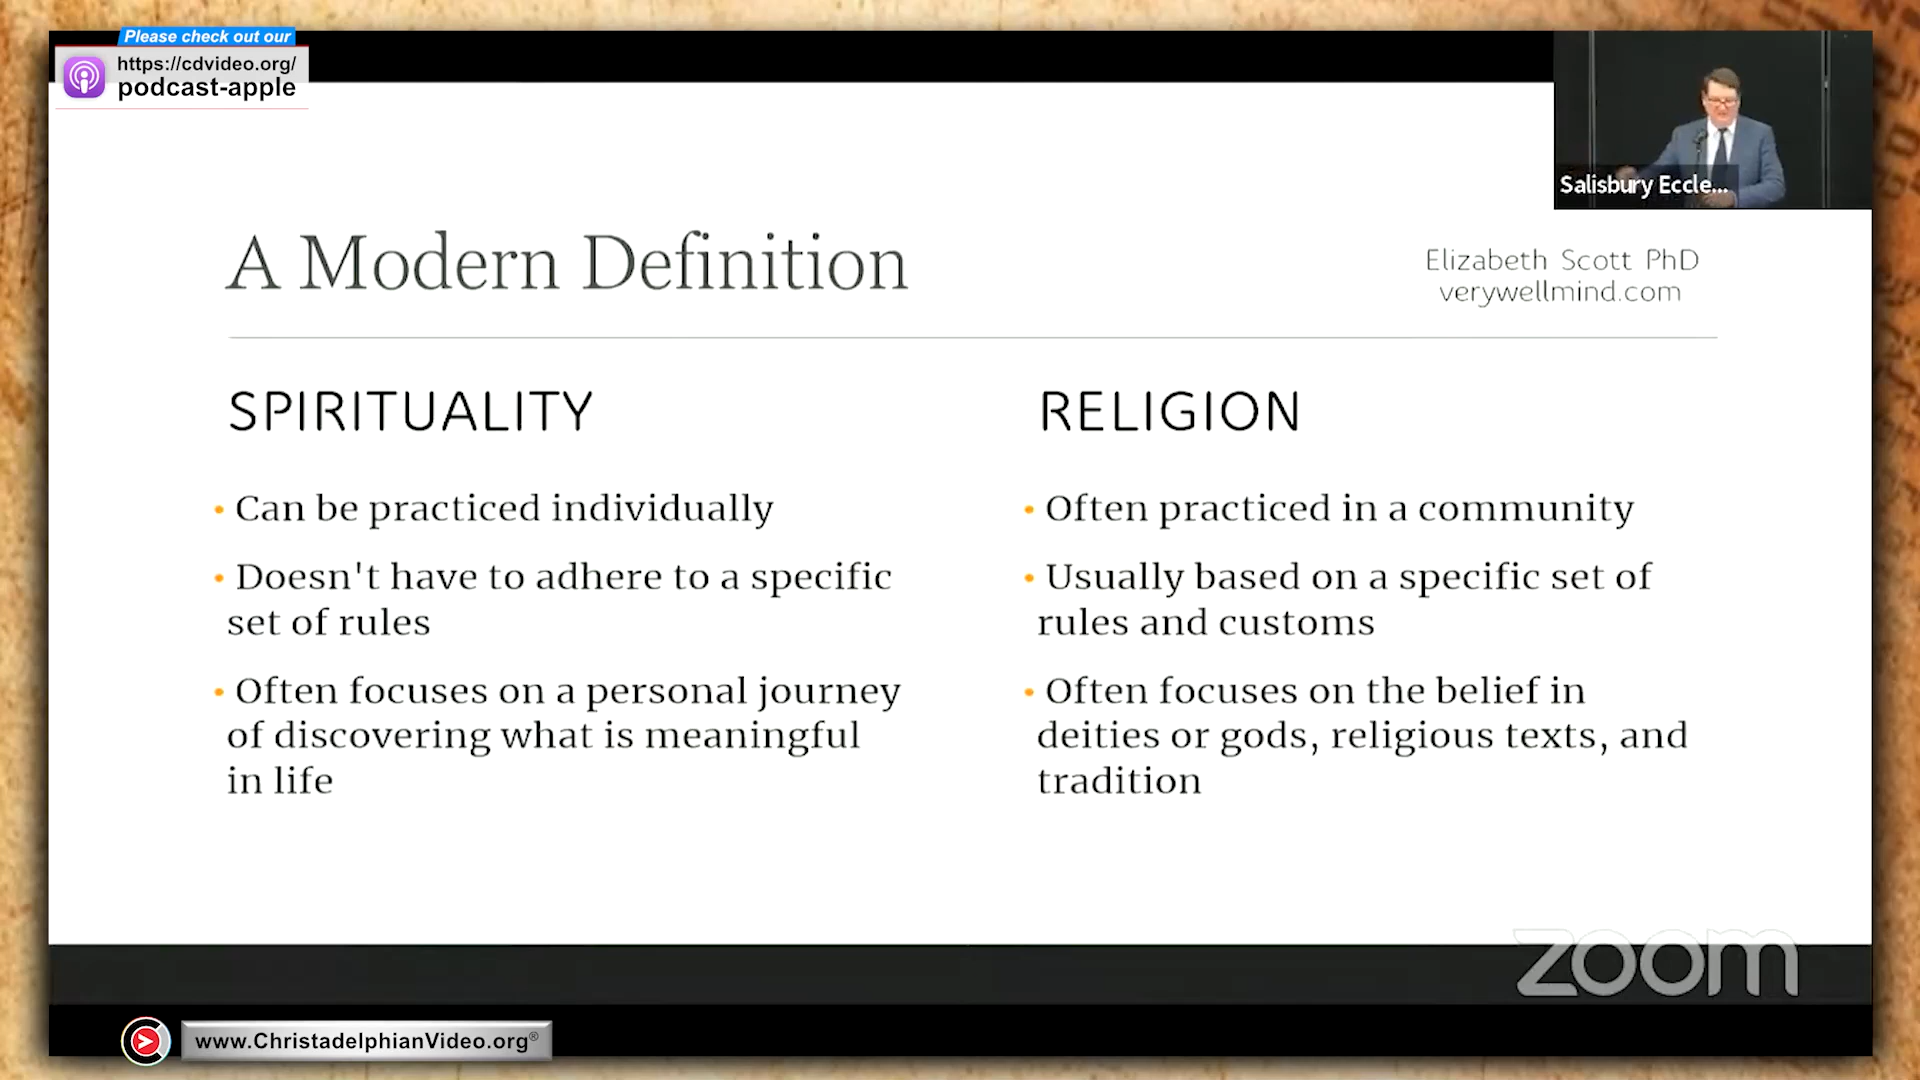 Please check out our
https://cdvideo.org/
podcast-apple
Salisbury Eccle...
A Modern Definition
Elizabeth Scott PhD
verywellmind.com
SPIRITUALITY
• Can be practiced individually
• Doesn't have to adhere to a specific
set of rules
• Often focuses on a personal journey
of discovering what is meaningful
in life
RELIGION
• Often practiced in a community
• Usually based on a specific set of
rules and customs
• Often focuses on the belief in
deities or gods, religious texts, and
tradition
zoom
www.ChristadelphianVideo.org®